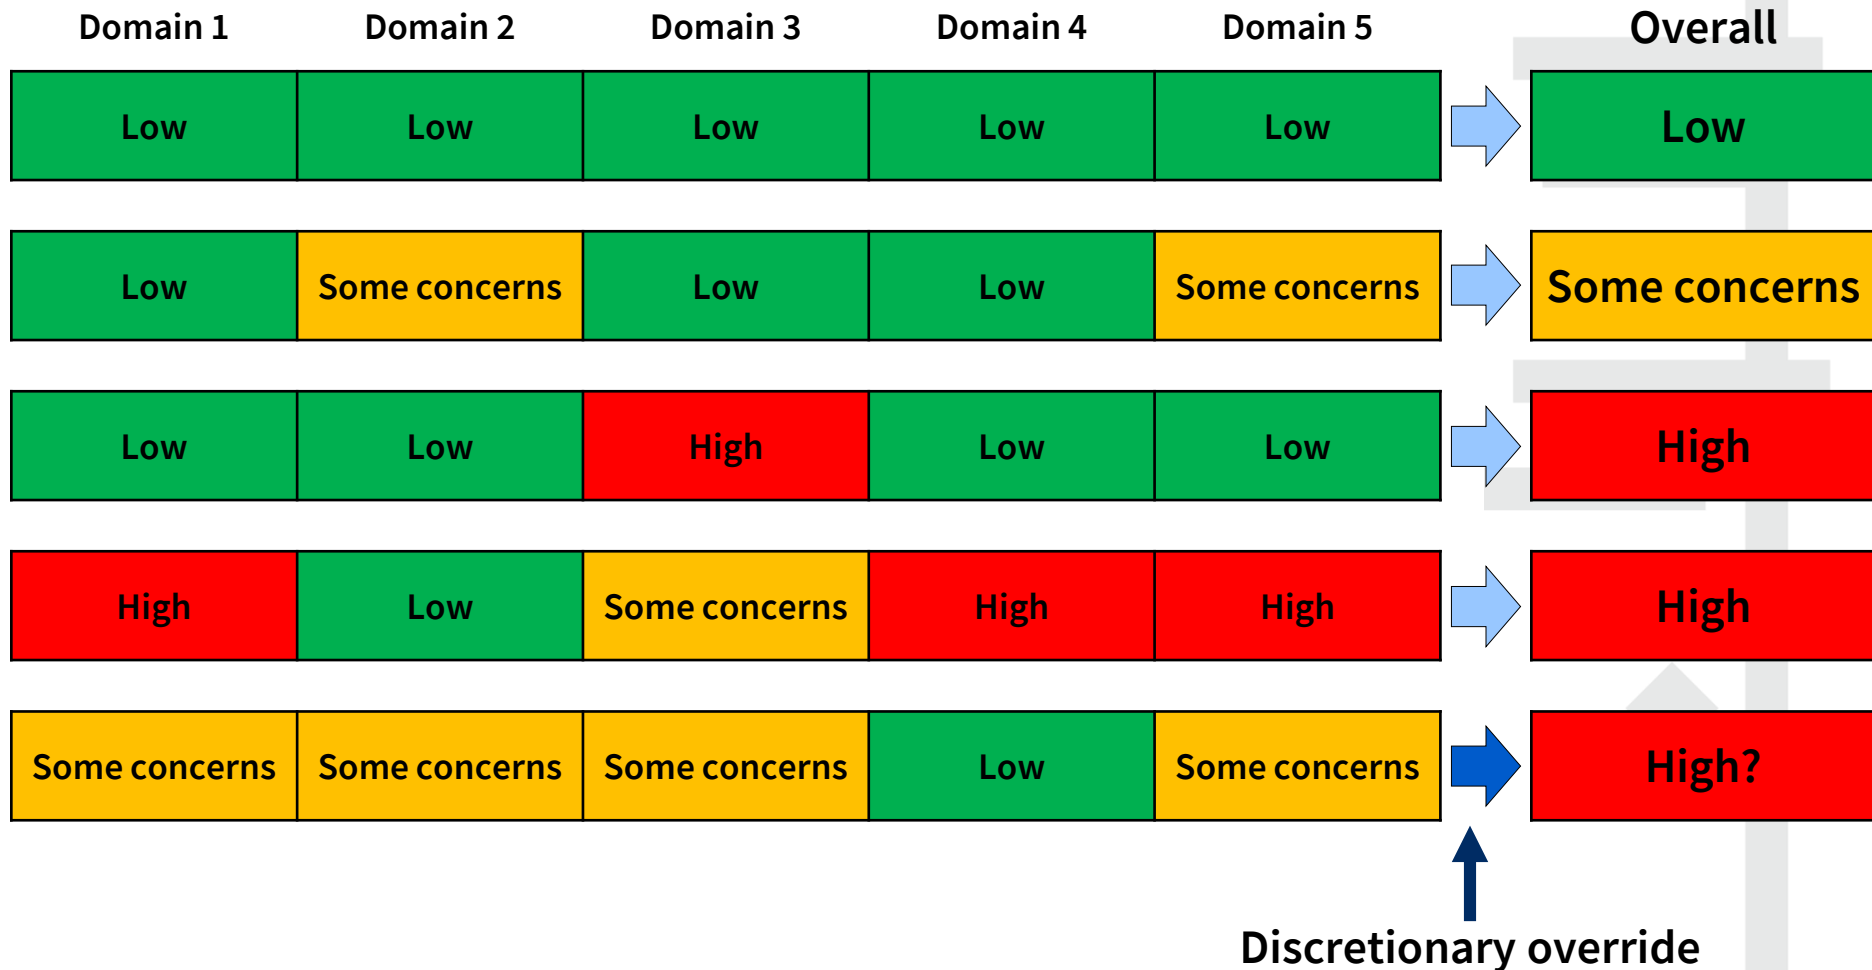 Domain 1 Domain 2 Domain 3 Domain 4 Domain 5 Overall
Low Low Low Low Low Low
Low Some concerns Low Low Some concerns Some concerns
Low Low High Low Low High
High Low Some concerns High High High
Some concerns Some concerns Some concerns Low Some concerns High?
Discretionary override